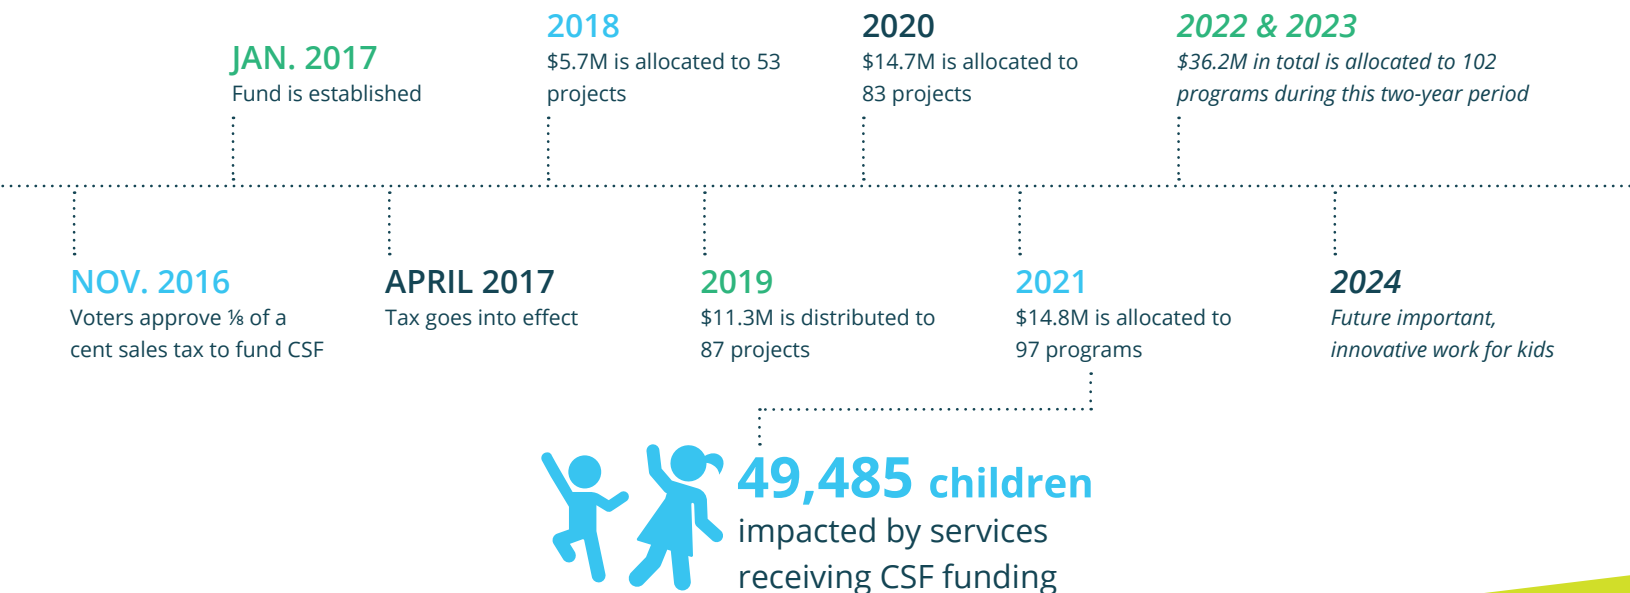 JAN. 2017
Fund is established
2018
$5.7M is allocated to 53
projects
2020
$14.7M is allocated to
83 projects
2022 & 2023
$36.2M in total is allocated to 102
programs during this two-year period
NOV. 2016
Voters approve ⅛ of a
cent sales tax to fund CSF
APRIL 2017
Tax goes into effect
2019
$11.3M is distributed to
87 projects
2021
$14.8M is allocated to
97 programs
2024
Future important,
innovative work for kids
49,485 children
impacted by services
receiving CSF funding